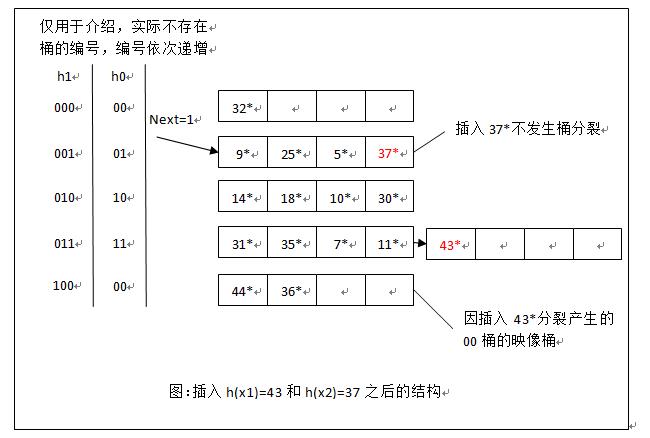 仅用于介绍，实际不存在
桶的编号，编号依次递增
h1 h0
000 00 32*
Next=1
插入 37*不发生桶分裂
001 01 9* 25* 5* 37*
010 10 14* 18* 10* 30*
011 11 31* 35* 7* 11* 43*
100 00 44* 36*
因插入 43*分裂产生的
00 桶的映像桶
图:插入 h(x1)=43 和 h(x2)=37 之后的结构